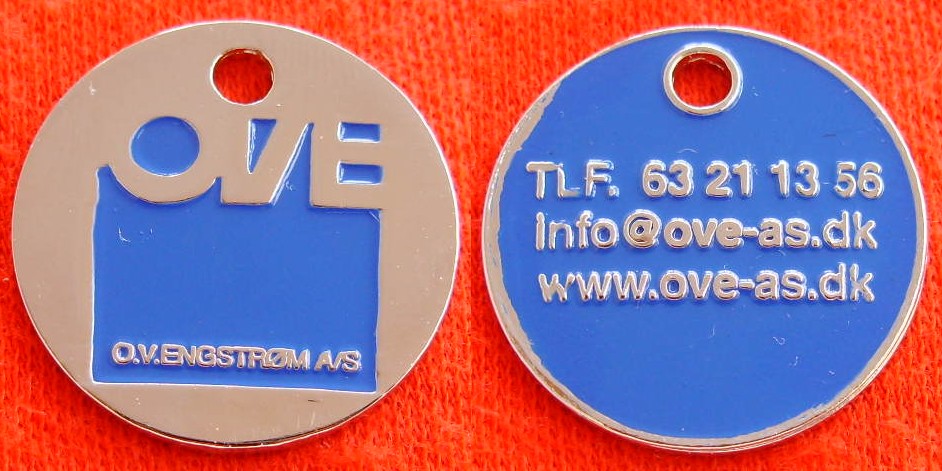 OVE
O.V.ENGSTRØM A/S
TLF. 63 21 13 56
info@ove-as.dk
www.ove-as.dk